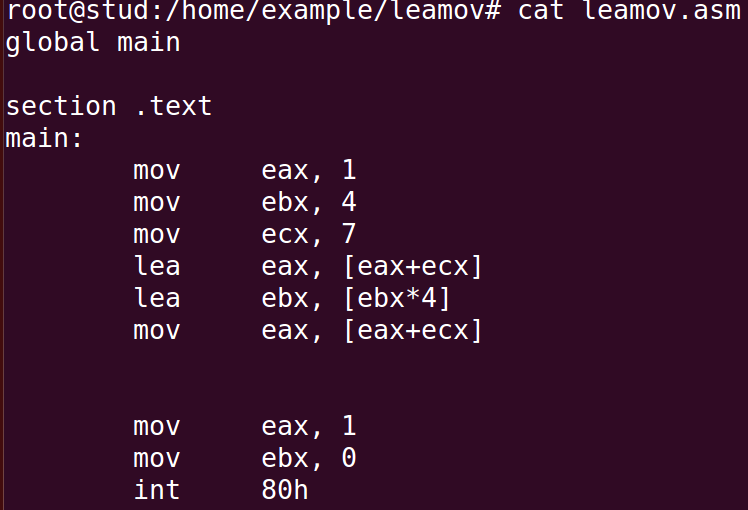 root@stud:/home/example/leamov# cat leamov.asm
global main
section .text
main:
mov eax, 1
mov ebx, 4
mov ecx, 7
lea eax, [eax+ecx]
lea ebx, [ebx*4]
mov eax, [eax+ecx]
mov eax, 1
mov ebx, 0
int 80h